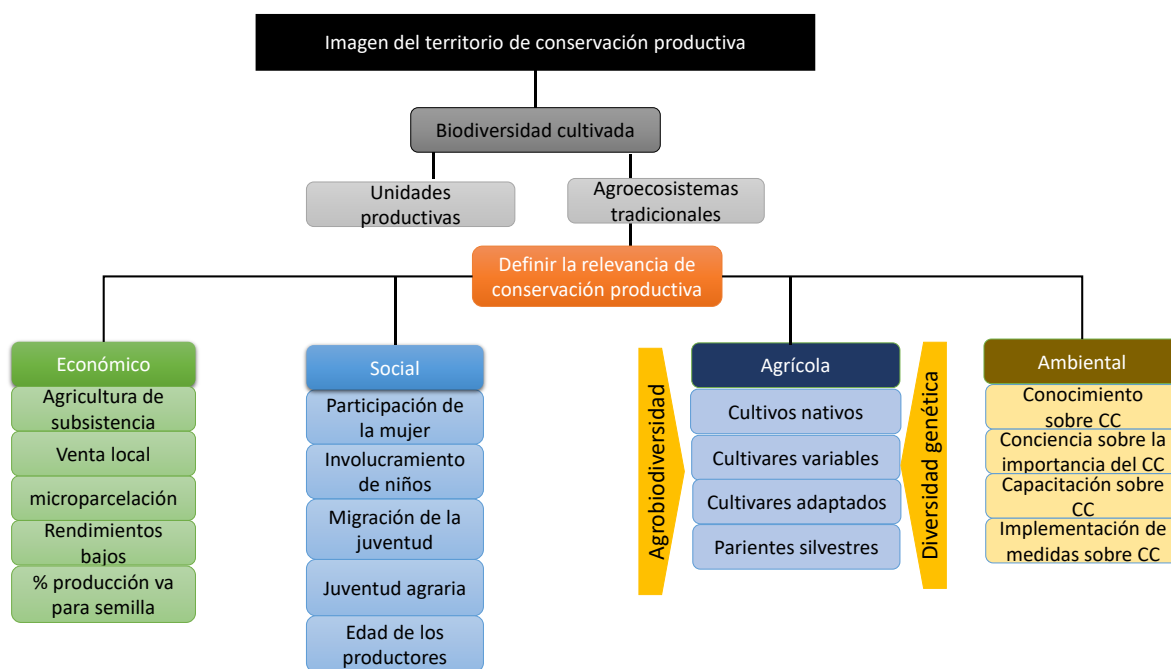 Imagen del territorio de conservación productiva
Biodiversidad cultivada
Unidades
productivas
Agroecosistemas
tradicionales
Definir la relevancia de
conservación productiva
Económico
Agricultura de
subsistencia
Venta local
microparcelación
Rendimientos
bajos
% producción va
para semilla
Social
Participación de
la mujer
Involucramiento
de niños
Migración de la
juventud
Juventud agraria
Edad de los
productores
Agrobiodiversidad
Agrícola
Cultivos nativos
Cultivares variables
Cultivares adaptados
Parientes silvestres
Diversidad genética
Ambiental
Conocimiento
sobre CC
Conciencia sobre la
importancia del CC
Capacitación sobre
CC
Implementación de
medidas sobre CC